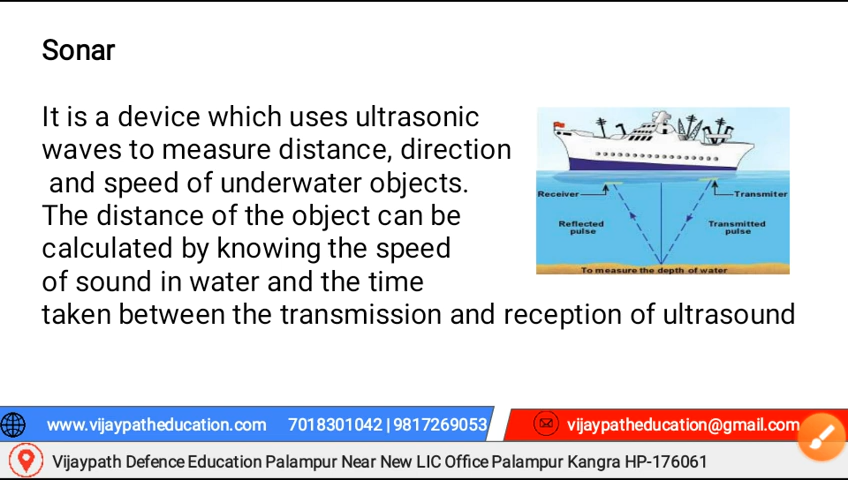 Sonar
It is a device which uses ultrasonic
waves to measure distance, direction
and speed of underwater objects.
The distance of the object can be
calculated by knowing the speed
of sound in water and the time
taken between the transmission and reception of ultrasound
Receiver
Transmiter
Reflected
pulse
Transmitted
pulse
To measure the depth of water
www.vijaypatheducation.com 7018301042 | 9817269053
vijaypatheducation@gmail.com
Vijaypath Defence Education Palampur Near New LIC Office Palampur Kangra HP-176061